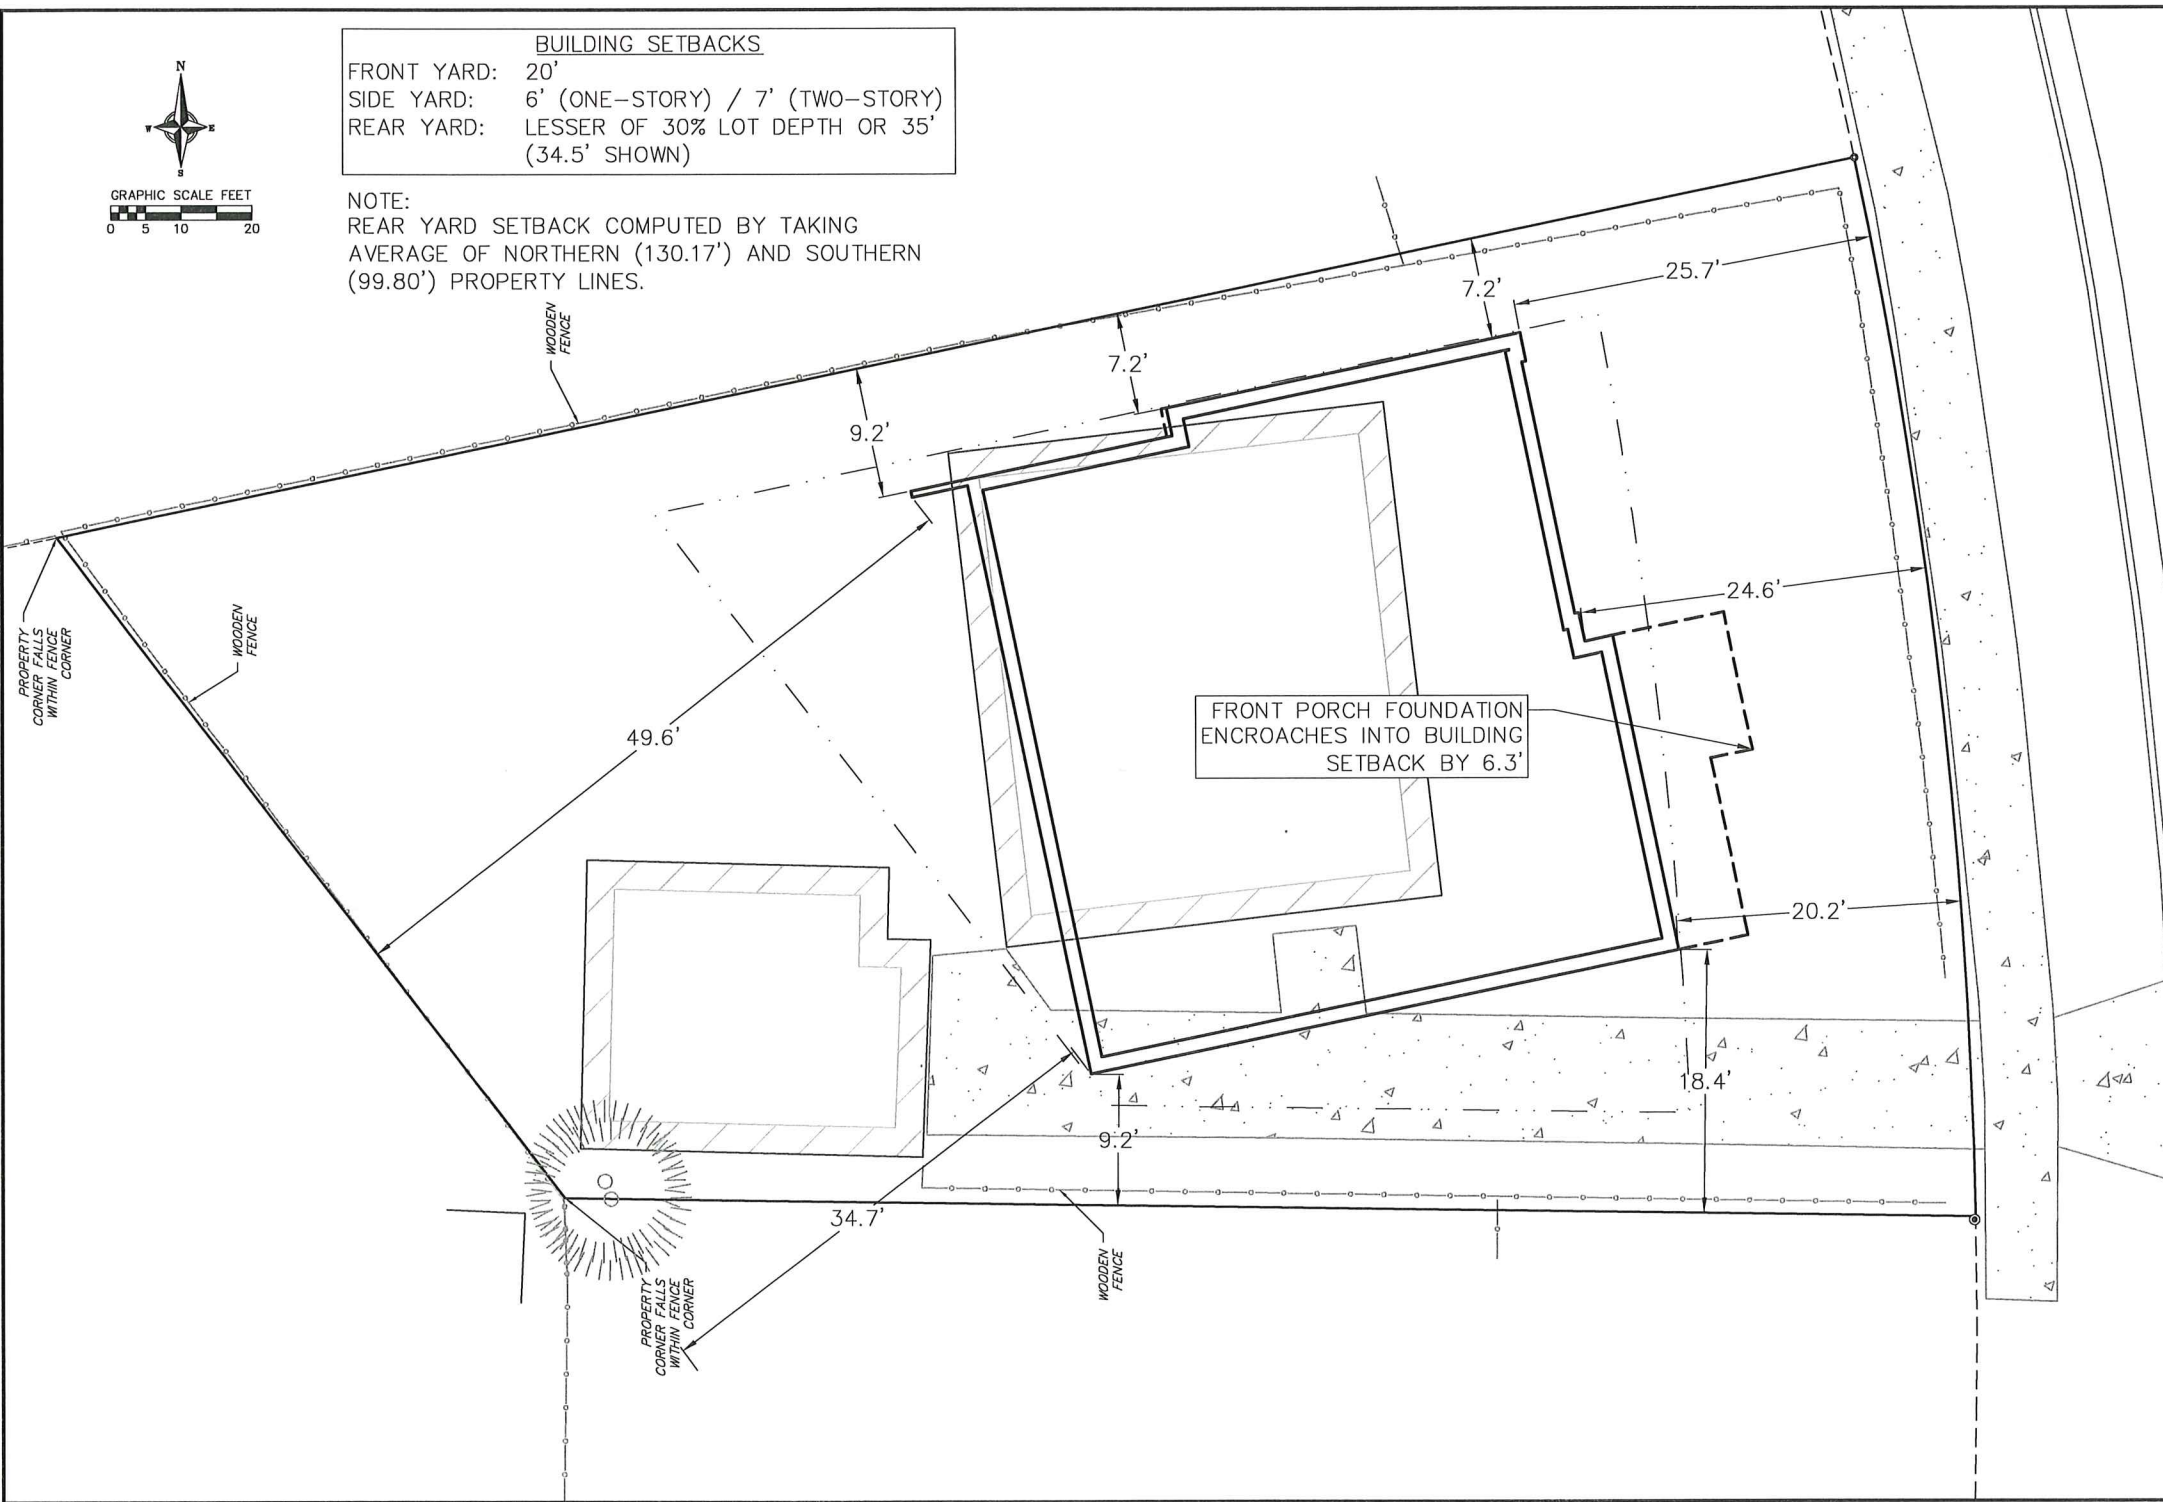 BUILDING SETBACKS
FRONT YARD: 20'
SIDE YARD: 6' (ONE-STORY) / 7' (TWO-STORY)
REAR YARD: LESSER OF 30% LOT DEPTH OR 35'
(34.5' SHOWN)
N
W E
S
GRAPHIC SCALE FEET
0 5 10 20
NOTE:
REAR YARD SETBACK COMPUTED BY TAKING
AVERAGE OF NORTHERN (130.17') AND SOUTHERN
(99.80') PROPERTY LINES.
WOODEN
FENCE
25.7'
7.2'
7.2'
9.2'
24.6'
PROPERTY
CORNER FALLS
WITHIN FENCE
CORNER
WOODEN
FENCE
49.6'
FRONT PORCH FOUNDATION
ENCROACHES INTO BUILDING
SETBACK BY 6.3'
20.2'
18.4'
9.2'
34.7'
PROPERTY
CORNER FALLS
WITHIN FENCE
CORNER
WOODEN
FENCE